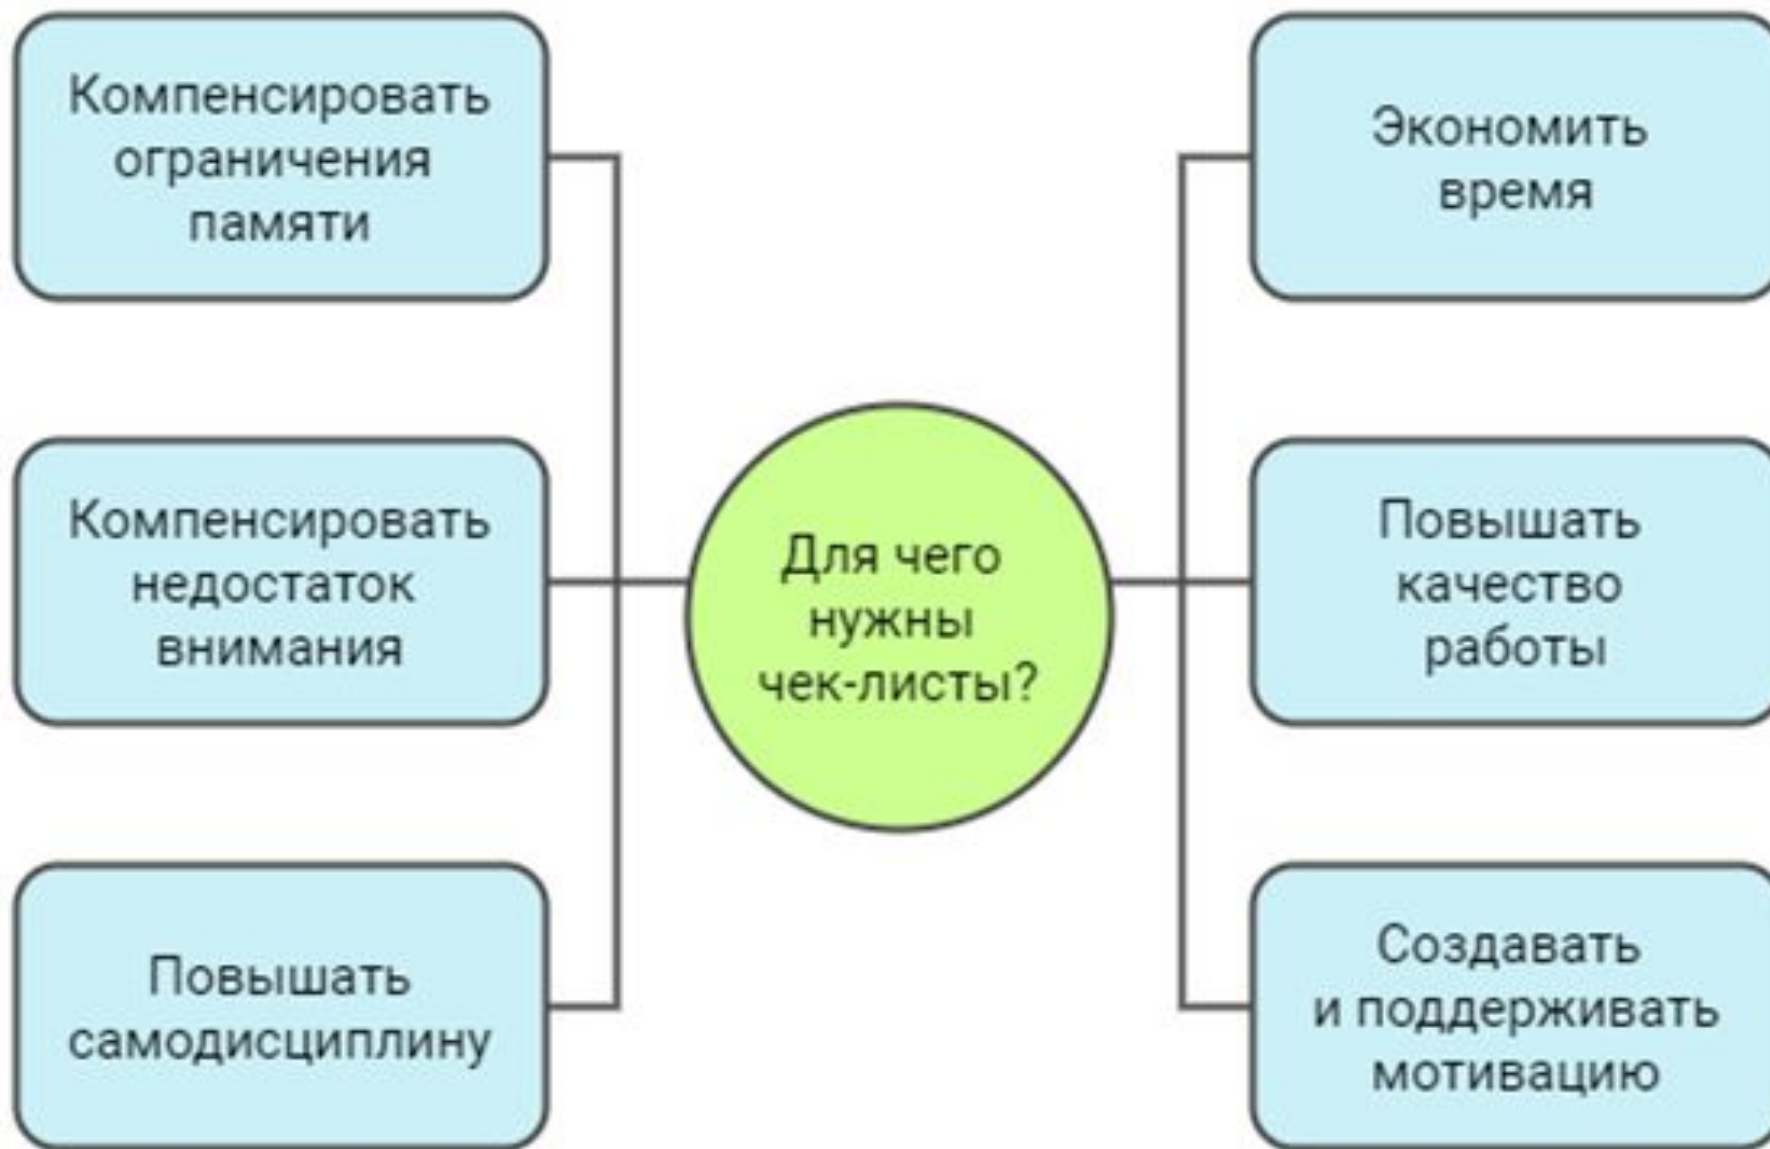 Компенсировать
ограничения
памяти
Компенсировать
недостаток
внимания
Повышать
самодисциплину
Для чего
нужны
чек-листы?
Экономить
время
Повышать
качество
работы
Создавать
и поддерживать
мотивацию